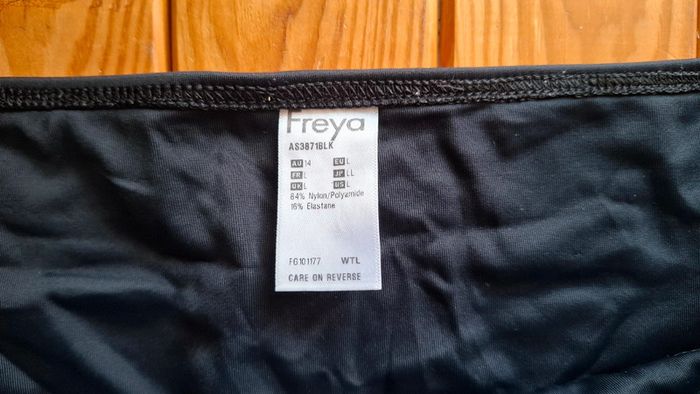 Freya
AS3871BLK
AU 14 EU L
FR L JP LL
UK L US L
84% Nylon/Polyamide
16% Elastane
FG101177 WTL
CARE ON REVERSE